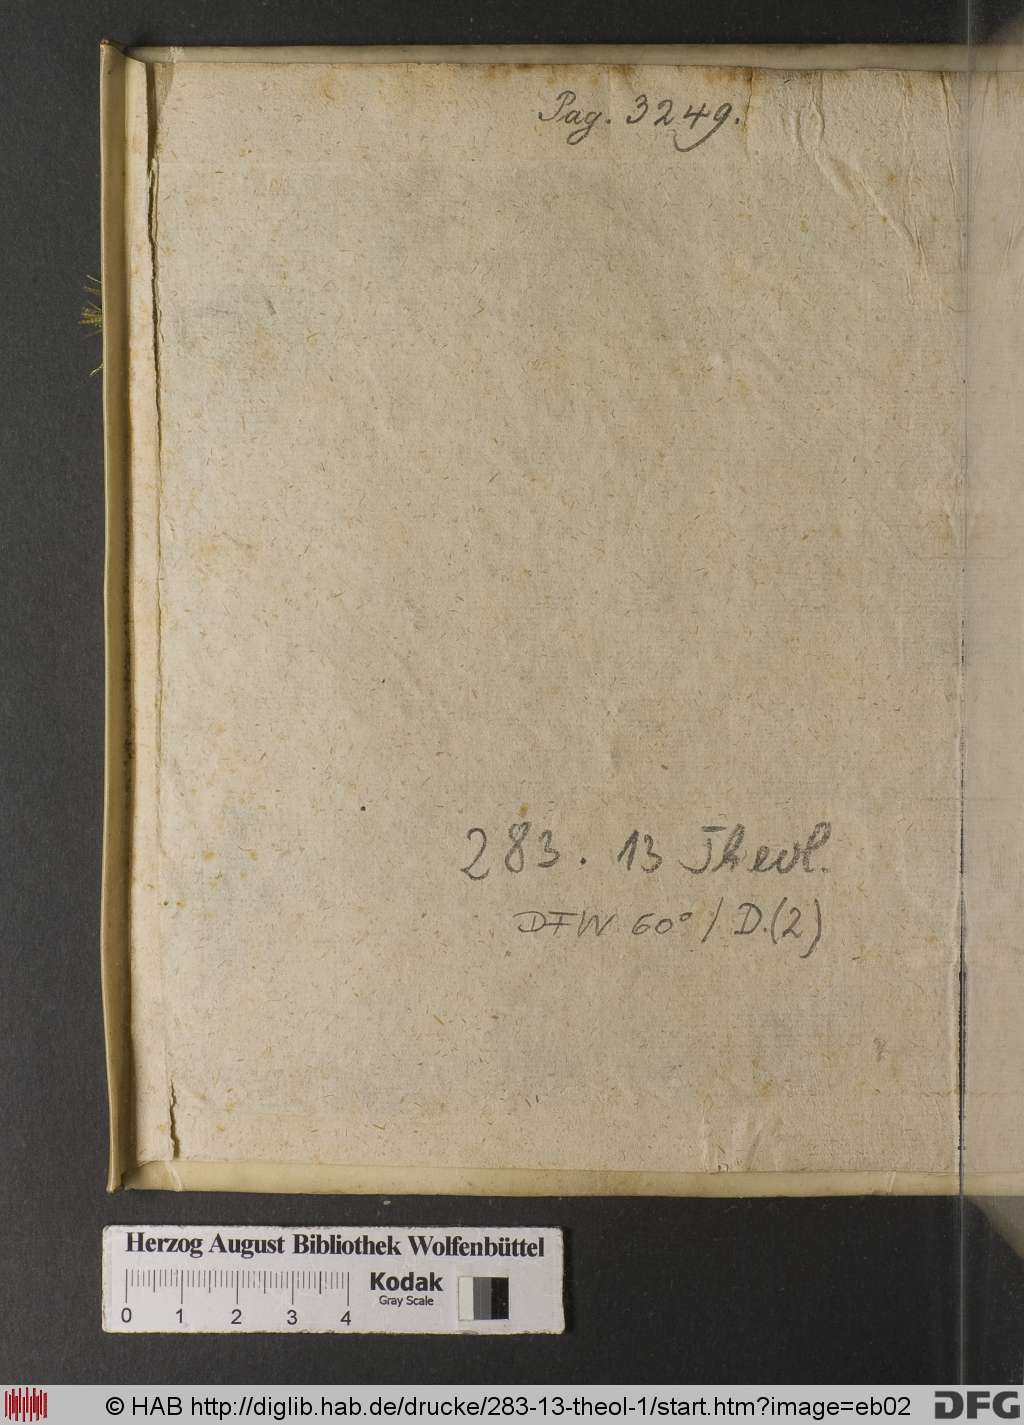 Pag. 3249.
283. 13 Theol.
DFW 60° / D.(2)
Herzog August Bibliothek Wolfenbüttel
Kodak
Gray Scale
0 1 2 3 4
© HAB http://diglib.hab.de/drucke/283-13-theol-1/start.htm?image=eb02
DFG